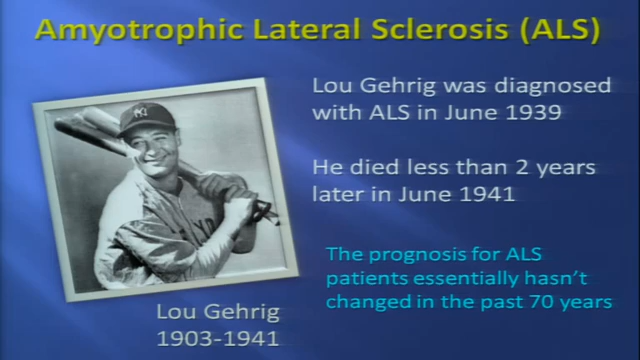 Amyotrophic Lateral Sclerosis (ALS)
Lou Gehrig was diagnosed
with ALS in June 1939
He died less than 2 years
later in June 1941
The prognosis for ALS
patients essentially hasn't
changed in the past 70 years
Lou Gehrig
1903-1941